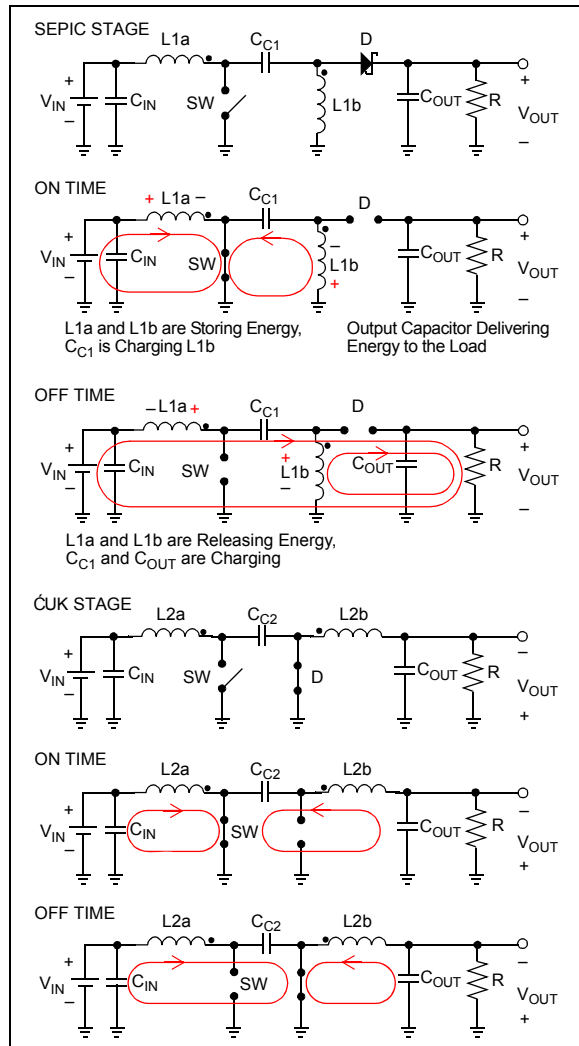 SEPIC STAGE
L1a CC1 D
+ VIN – CIN SW L1b COUT R + VOUT –
ON TIME
+ L1a – CC1 D
+ VIN – CIN SW – L1b + COUT R + VOUT –
L1a and L1b are Storing Energy,
CC1 is Charging L1b
Output Capacitor Delivering
Energy to the Load
OFF TIME
– L1a + CC1 D
+ VIN – CIN SW + L1b – COUT R + VOUT –
L1a and L1b are Releasing Energy,
CC1 and COUT are Charging
ĆUK STAGE
L2a CC2 L2b
+ VIN – CIN SW D COUT R – VOUT +
ON TIME
L2a CC2 L2b
+ VIN – CIN SW COUT R – VOUT +
OFF TIME
L2a CC2 L2b
+ VIN – CIN SW COUT R – VOUT +